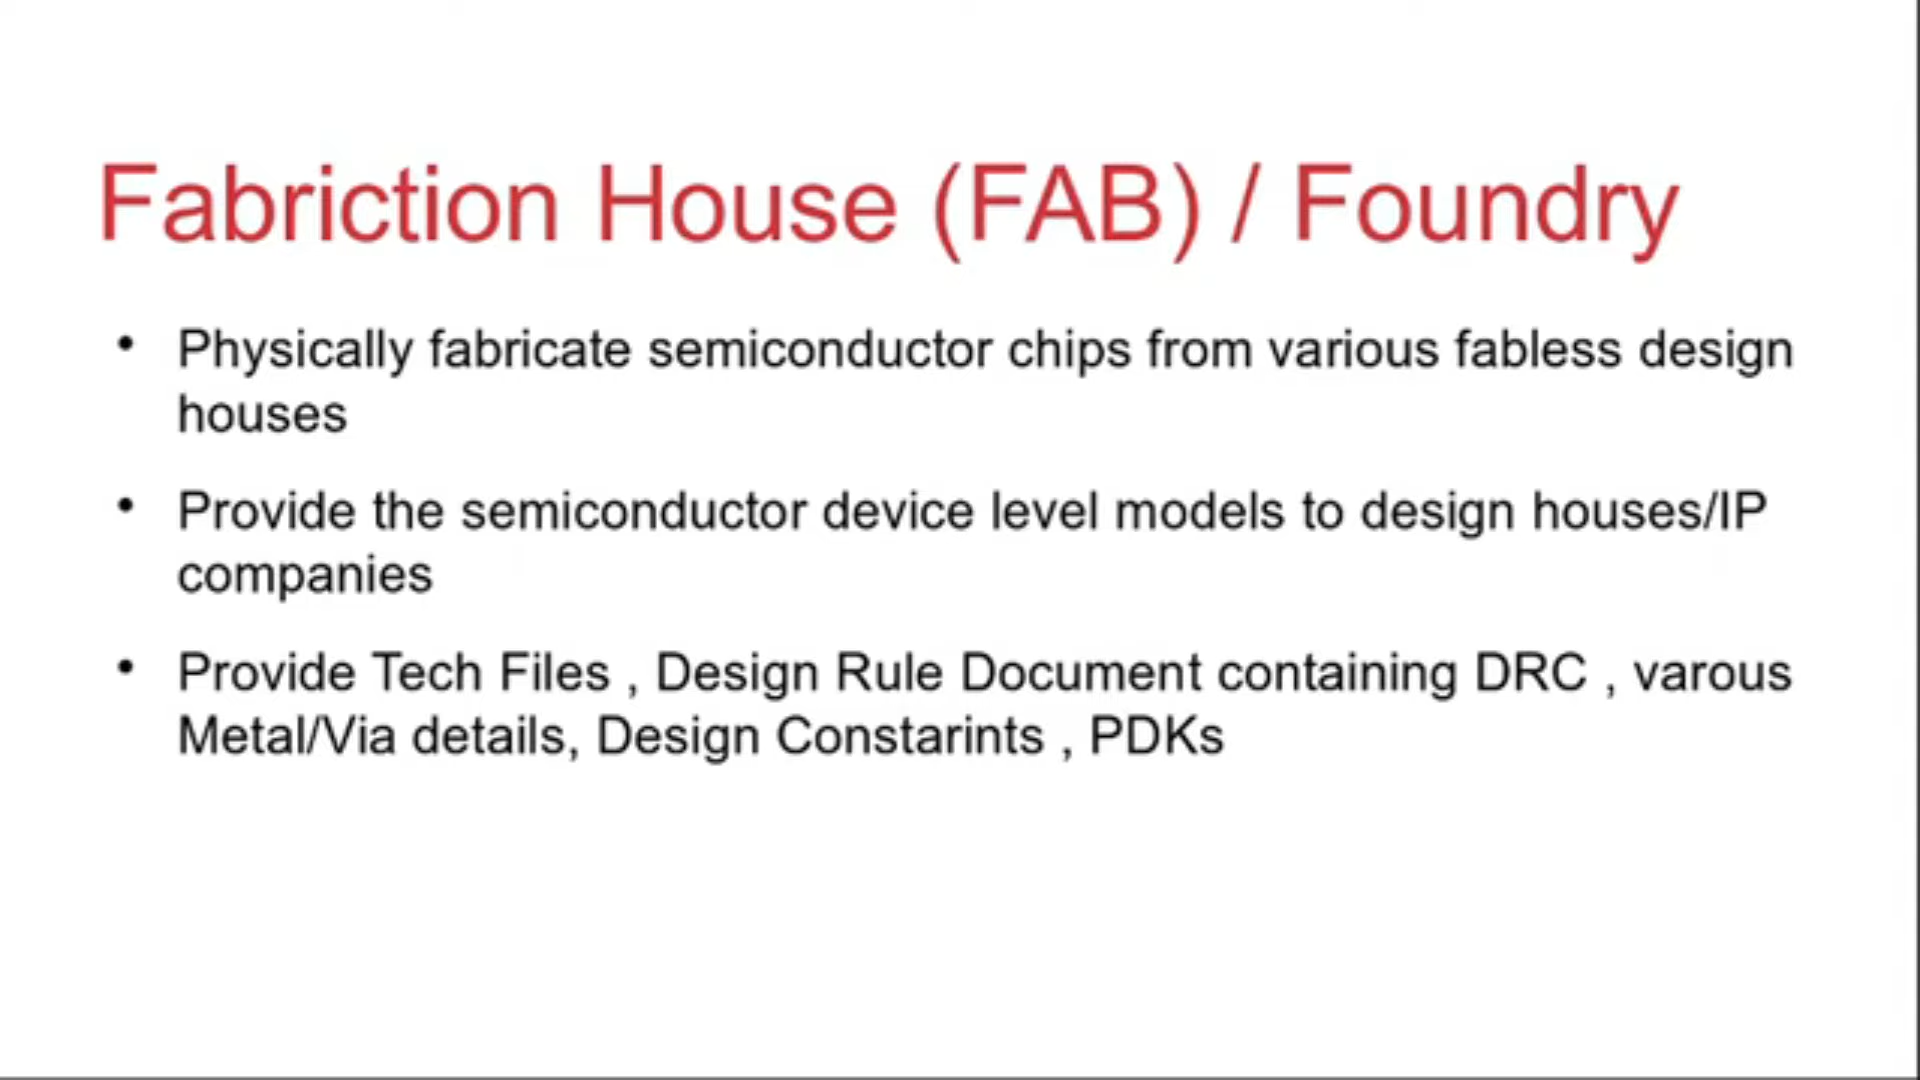 Fabriction House (FAB) / Foundry
• Physically fabricate semiconductor chips from various fabless design
houses
• Provide the semiconductor device level models to design houses/IP
companies
• Provide Tech Files , Design Rule Document containing DRC , varous
Metal/Via details, Design Constarints , PDKs